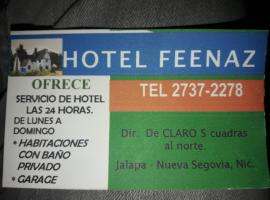 HOTEL FEENAZ
OFRECE
SERVICIO DE HOTEL
LAS 24 HORAS.
DE LUNES A
DOMINGO
* HABITACIONES
CON BAÑO
PRIVADO
* GARAGE
TEL 2737-2278
Dir. De CLARO 5 cuadras
al norte.
Jalapa - Nueva Segovia, Nic.